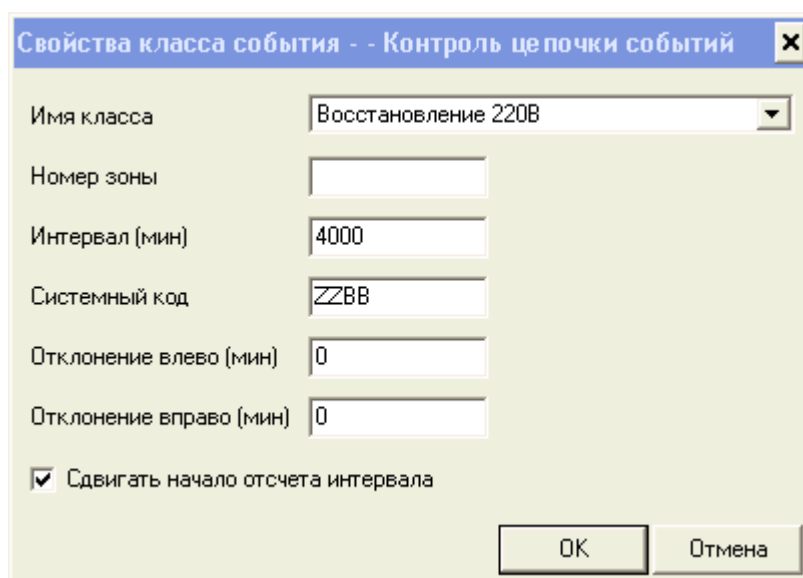 Свойства класса события - - Контроль цепочки событий
Имя класса Восстановление 220В
Номер зоны
Интервал (мин) 4000
Системный код ZZBB
Отклонение влево (мин) 0
Отклонение вправо (мин) 0
Сдвигать начало отсчета интервала
OK Отмена